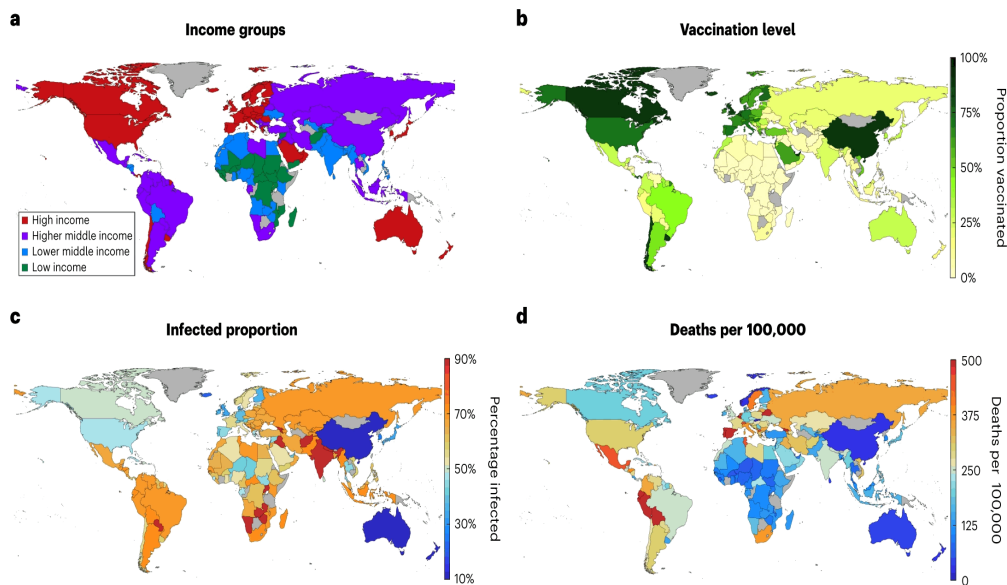 a
Income groups
High income
Higher middle income
Lower middle income
Low income
b
Vaccination level
100%
75%
50%
25%
0%
Proportion vaccinated
c
Infected proportion
90%
70%
50%
30%
10%
Percentage infected
d
Deaths per 100,000
500
375
250
125
0
Deaths per 100,000